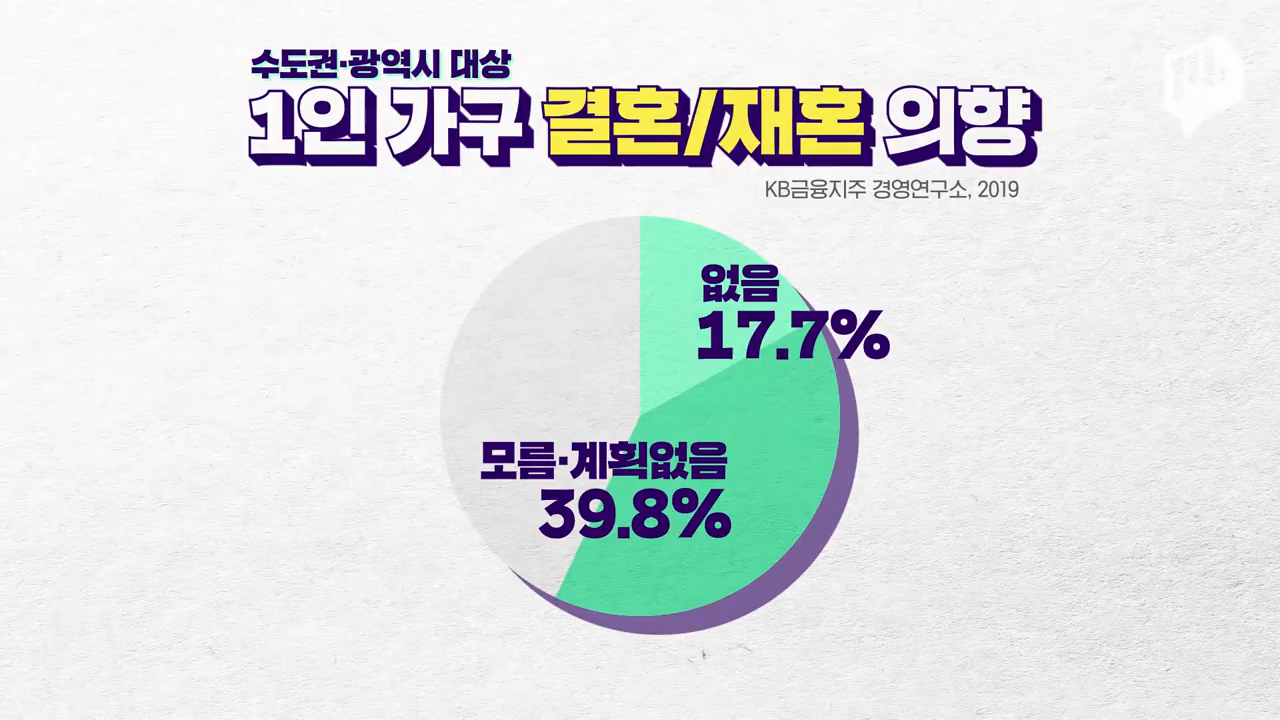 수도권·광역시 대상
1인 가구 결혼/재혼 의향
KB금융지주 경영연구소, 2019
없음
17.7%
모름·계획없음
39.8%